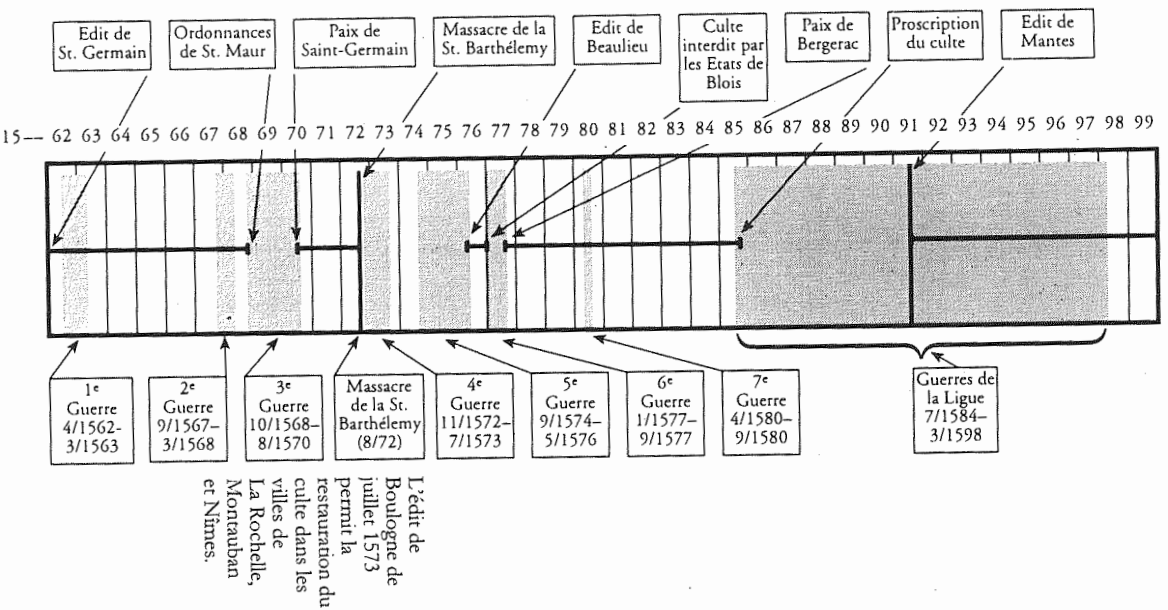 Edit de
St. Germain
Ordonnances
de St. Maur
Paix de
Saint-Germain
Massacre de la
St. Barthélemy
Edit de
Beaulieu
Culte
interdit par
les Etats de
Blois
Paix de
Bergerac
Proscription
du culte
Edit de
Mantes
15-- 62 63 64 65 66 67 68 69 70 71 72 73 74 75 76 77 78 79 80 81 82 83 84 85 86 87 88 89 90 91 92 93 94 95 96 97 98 99
1e
Guerre
4/1562-
3/1563
2e
Guerre
9/1567–
3/1568
3e
Guerre
10/1568–
8/1570
Massacre
de la St.
Barthélemy
(8/72)
4e
Guerre
11/1572–
7/1573
5e
Guerre
9/1574–
5/1576
6e
Guerre
1/1577–
9/1577
7e
Guerre
4/1580–
9/1580
Guerres de
la Ligue
7/1584–
3/1598
L'édit de
Boulogne de
juillet 1573
permit la
restauration du
culte dans les
villes de
La Rochelle,
Montauban
et Nîmes.